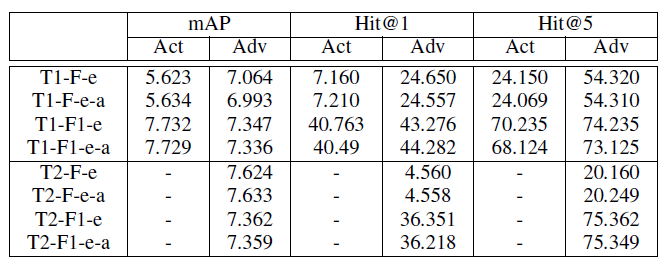 mAP Hit@1 Hit@5
Act Adv Act Adv Act Adv
T1-F-e 5.623 7.064 7.160 24.650 24.150 54.320
T1-F-e-a 5.634 6.993 7.210 24.557 24.069 54.310
T1-F1-e 7.732 7.347 40.763 43.276 70.235 74.235
T1-F1-e-a 7.729 7.336 40.49 44.282 68.124 73.125
T2-F-e - 7.624 - 4.560 - 20.160
T2-F-e-a - 7.633 - 4.558 - 20.249
T2-F1-e - 7.362 - 36.351 - 75.362
T2-F1-e-a - 7.359 - 36.218 - 75.349